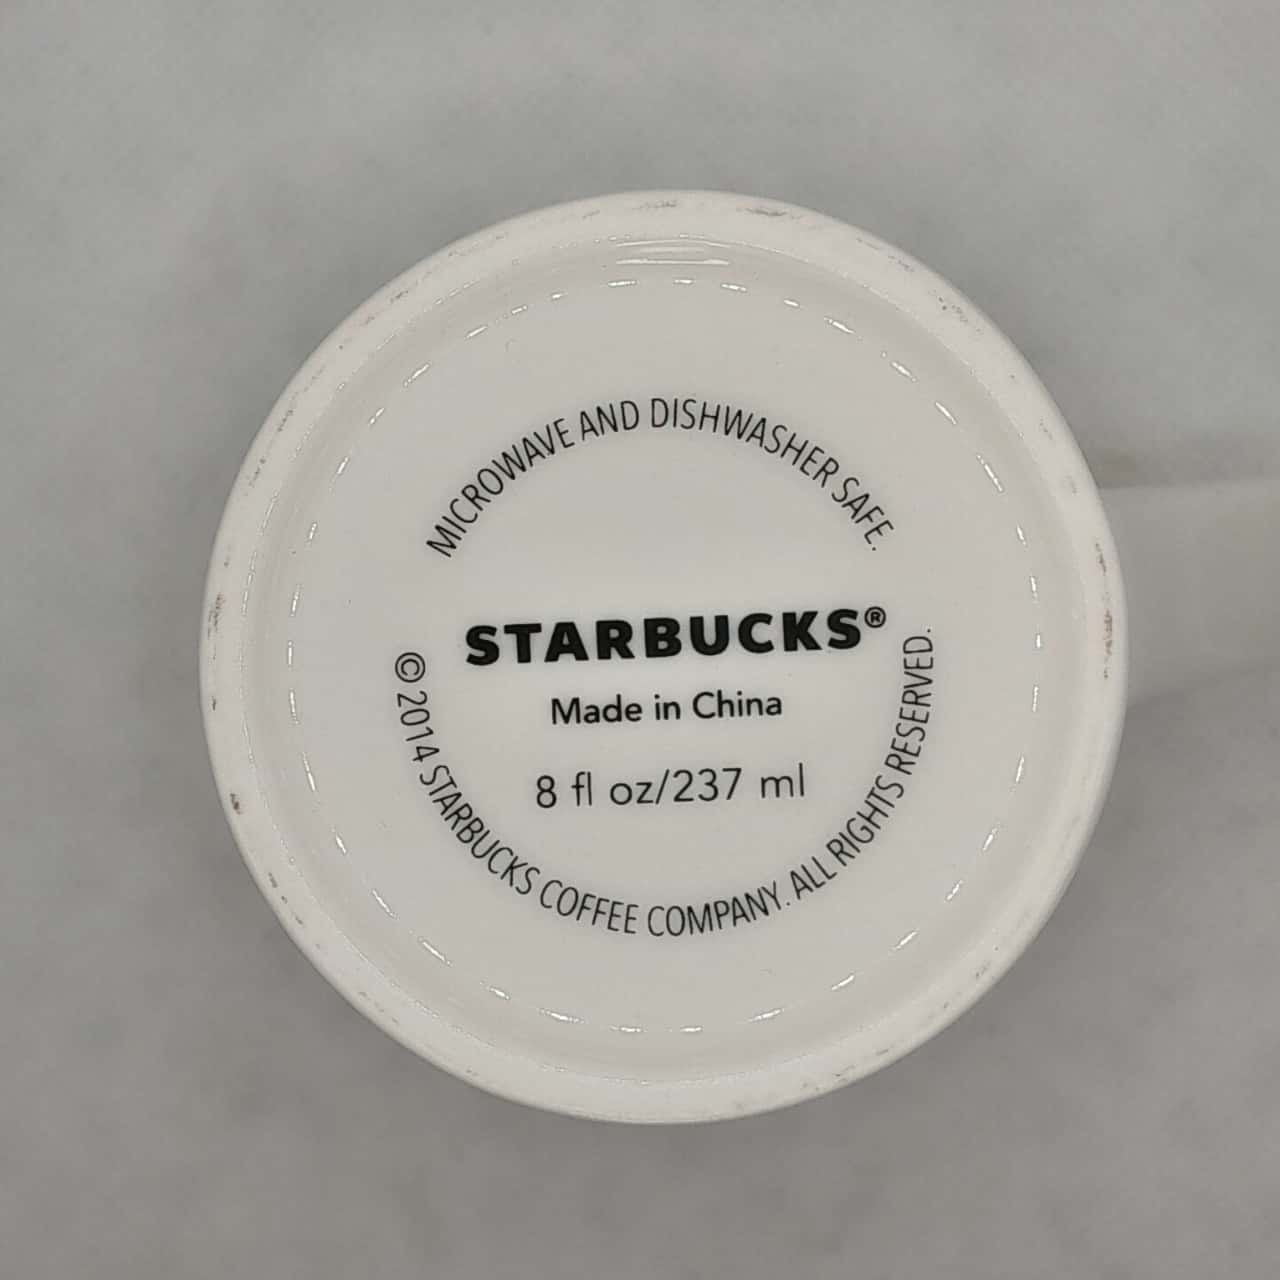 MICROWAVE AND DISHWASHER SAFE.
STARBUCKS®
Made in China
8 fl oz/237 ml
© 2014 STARBUCKS COFFEE COMPANY. ALL RIGHTS RESERVED.